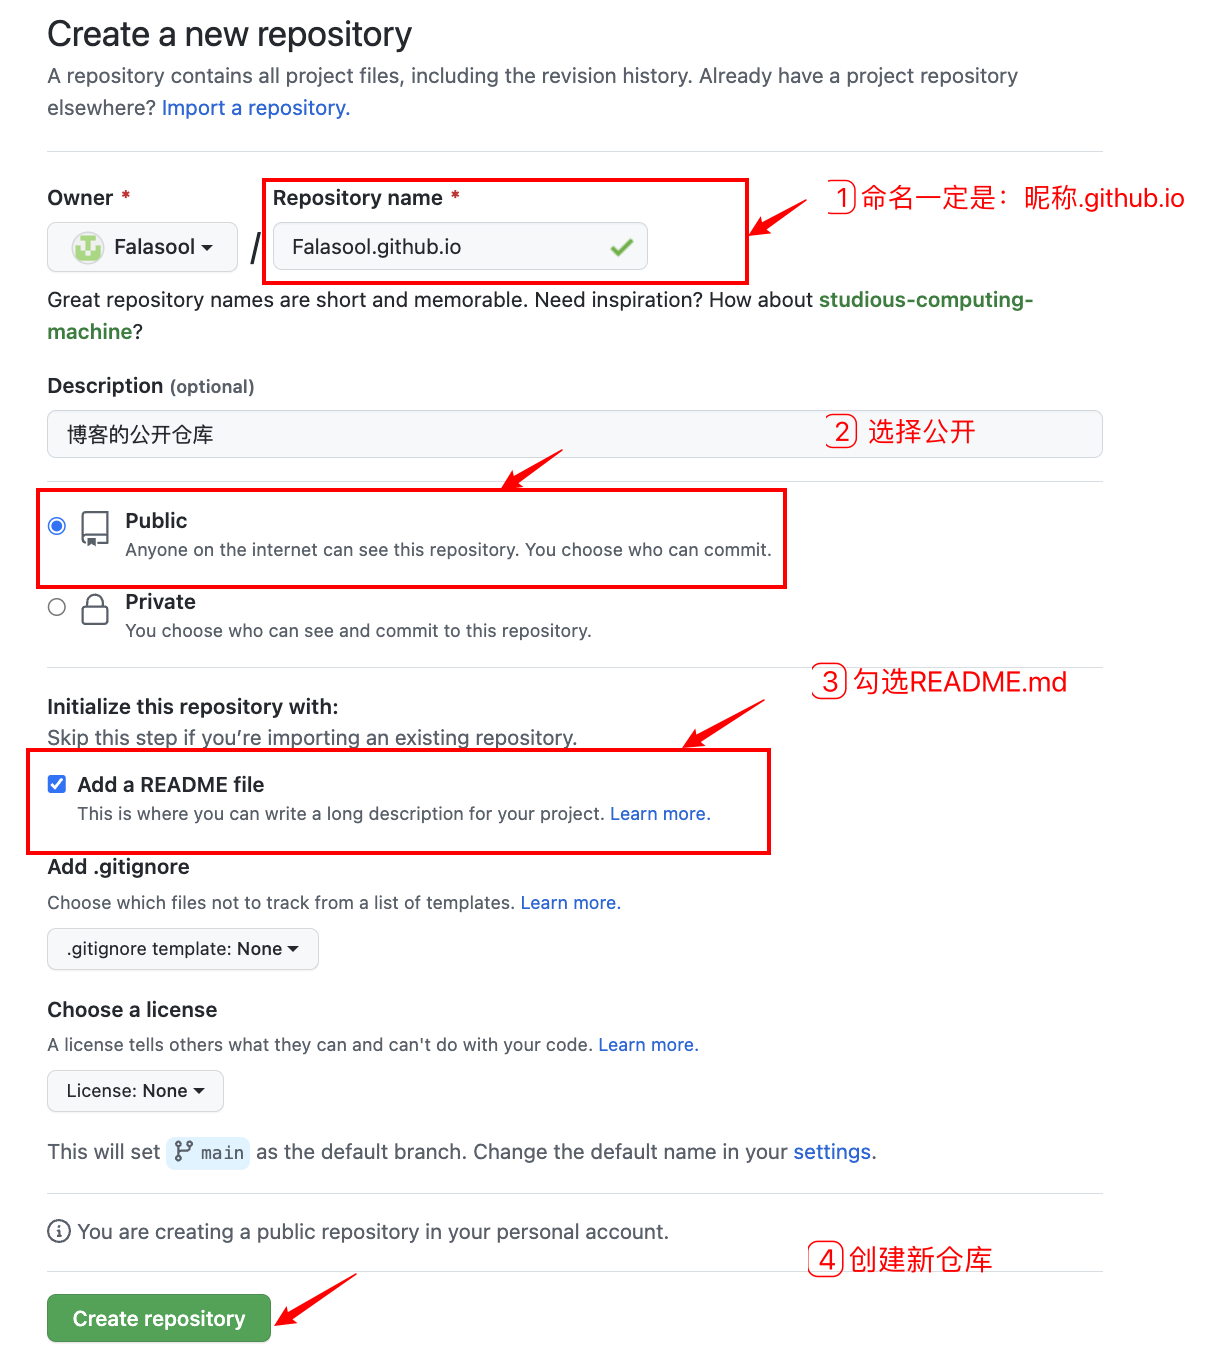 Create a new repository
A repository contains all project files, including the revision history. Already have a project repository
elsewhere? Import a repository.
Owner *
Repository name *
①命名一定是：昵称.github.io
Falasool
/
Falasool.github.io
Great repository names are short and memorable. Need inspiration? How about studious-computing-
machine?
Description (optional)
博客的公开仓库
② 选择公开
Public
Anyone on the internet can see this repository. You choose who can commit.
Private
You choose who can see and commit to this repository.
③勾选README.md
Initialize this repository with:
Skip this step if you’re importing an existing repository.
Add a README file
This is where you can write a long description for your project. Learn more.
Add .gitignore
Choose which files not to track from a list of templates. Learn more.
.gitignore template: None
Choose a license
A license tells others what they can and can't do with your code. Learn more.
License: None
This will set main as the default branch. Change the default name in your settings.
You are creating a public repository in your personal account.
④创建新仓库
Create repository